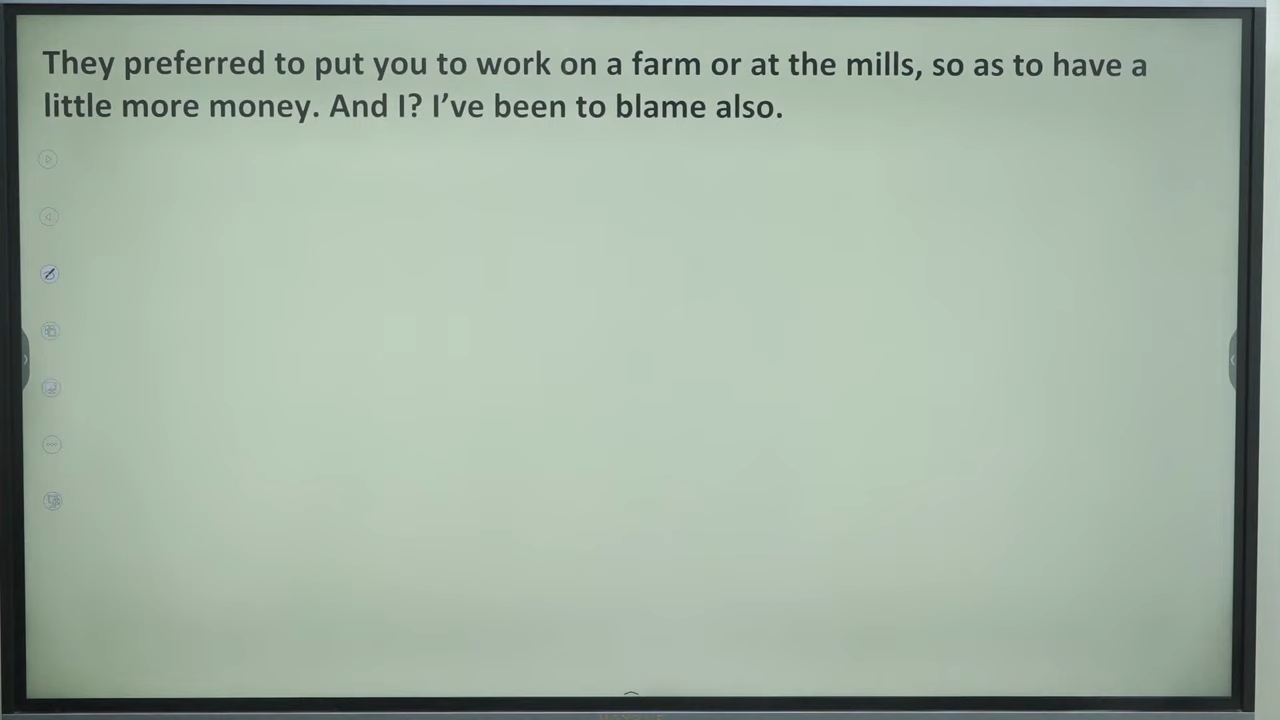 They preferred to put you to work on a farm or at the mills, so as to have a
little more money. And I? I’ve been to blame also.